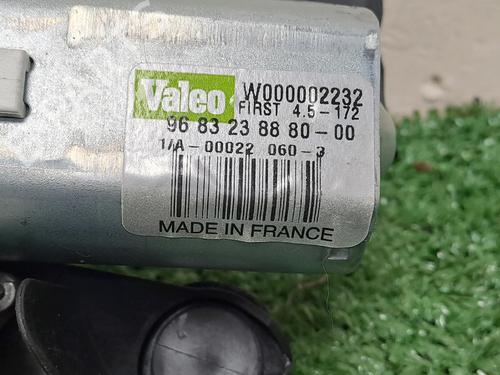 Valeo
W000002232
FIRST 4.5-172
96 83 23 88 80-00
1/A-00022 060-3
MADE IN FRANCE